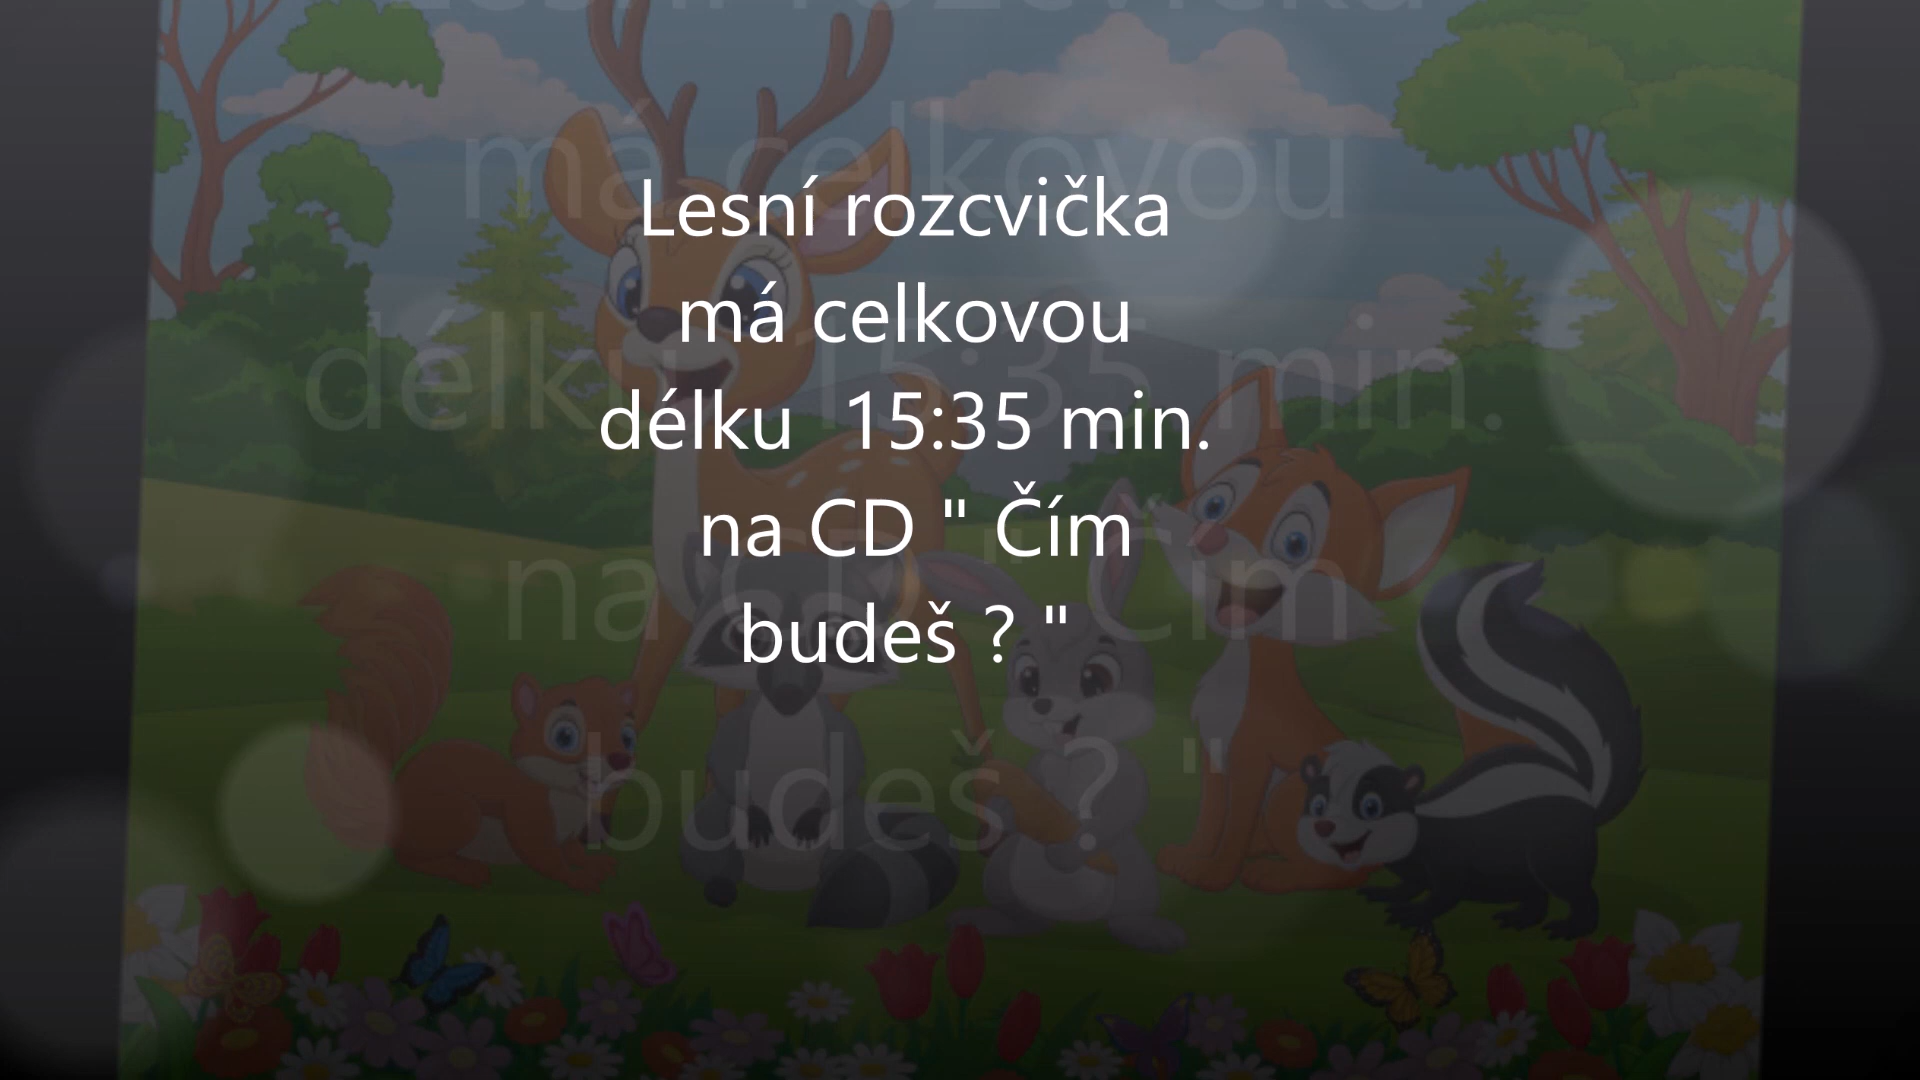 Lesní rozcvička
má celkovou
délku  15:35 min.
na CD " Čím
budeš ? "